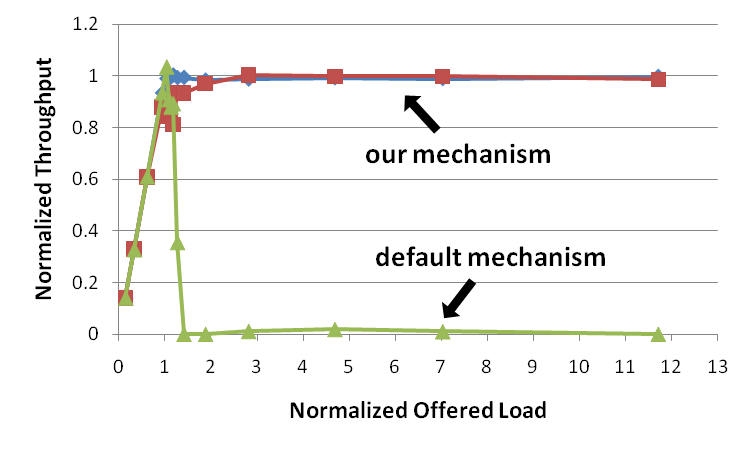 1.2
1
0.8
0.6
0.4
0.2
0
Normalized Throughput
our mechanism
default mechanism
0 1 2 3 4 5 6 7 8 9 10 11 12 13
Normalized Offered Load